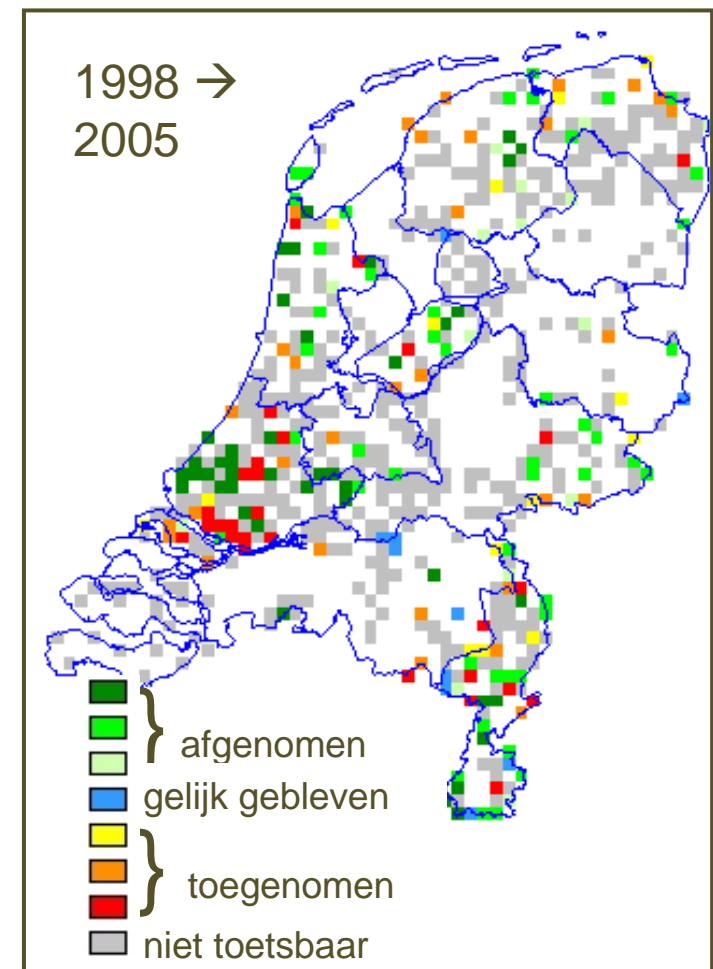 1998 →
2005
afgenomen
gelijk gebleven
toegenomen
niet toetsbaar